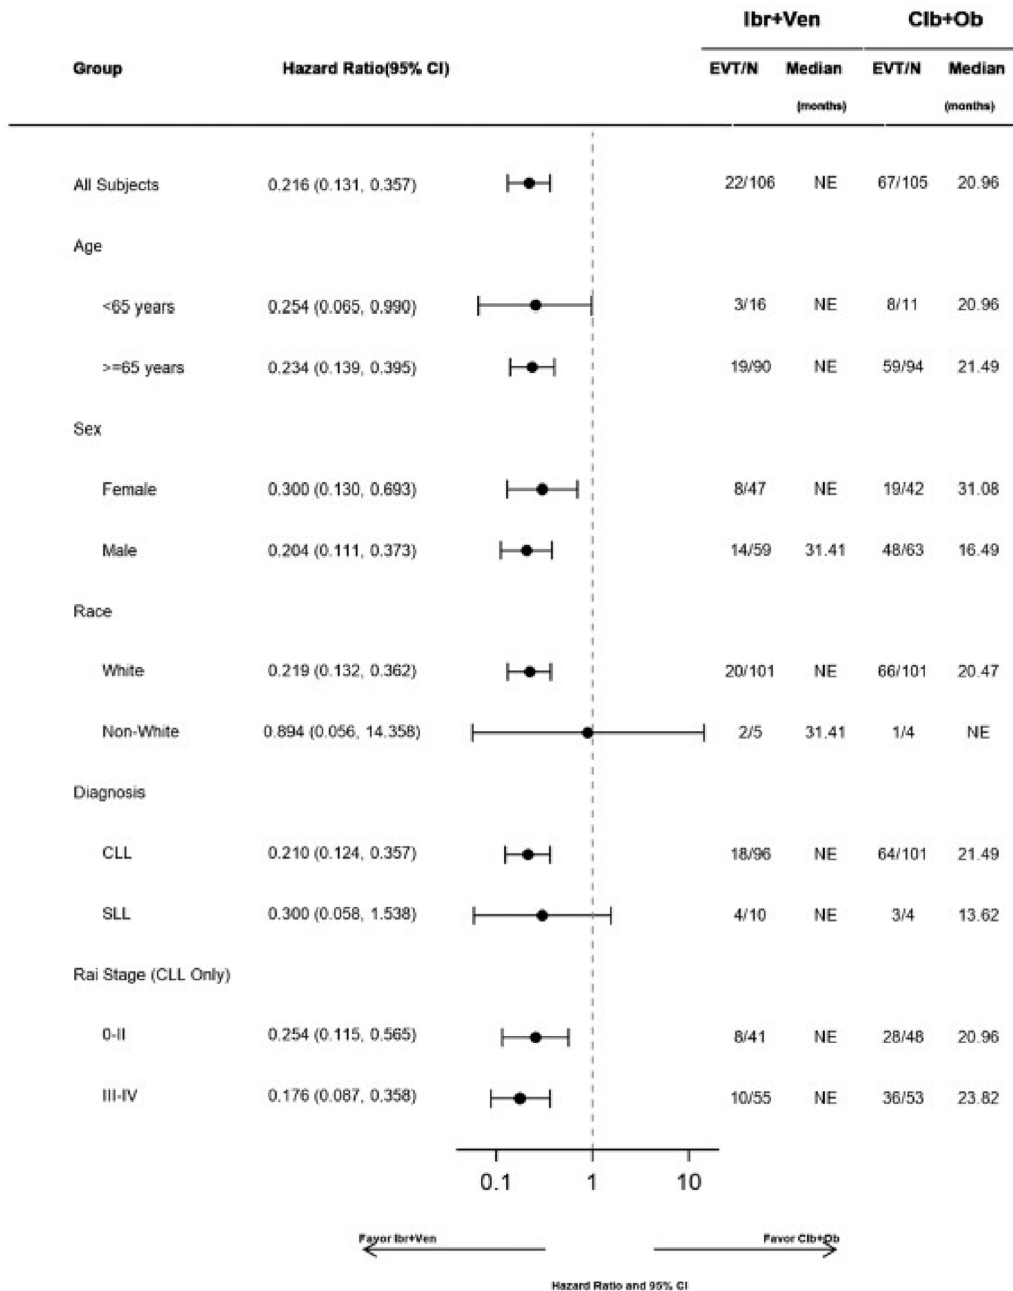 Ibr+Ven Clb+Ob
Group Hazard Ratio(95% CI) EVT/N Median EVT/N Median
(months) (months)
All Subjects 0.216 (0.131, 0.357) 22/106 NE 67/105 20.96
Age
<65 years 0.254 (0.065, 0.990) 3/16 NE 8/11 20.96
>=65 years 0.234 (0.139, 0.395) 19/90 NE 59/94 21.49
Sex
Female 0.300 (0.130, 0.693) 8/47 NE 19/42 31.08
Male 0.204 (0.111, 0.373) 14/59 31.41 48/63 16.49
Race
White 0.219 (0.132, 0.362) 20/101 NE 66/101 20.47
Non-White 0.894 (0.056, 14.358) 2/5 31.41 1/4 NE
Diagnosis
CLL 0.210 (0.124, 0.357) 18/96 NE 64/101 21.49
SLL 0.300 (0.058, 1.538) 4/10 NE 3/4 13.62
Rai Stage (CLL Only)
0-II 0.254 (0.115, 0.565) 8/41 NE 28/48 20.96
III-IV 0.176 (0.087, 0.358) 10/55 NE 36/53 23.82
0.1 1 10
Favor Ibr+Ven Favor Clb+Ob
Hazard Ratio and 95% CI